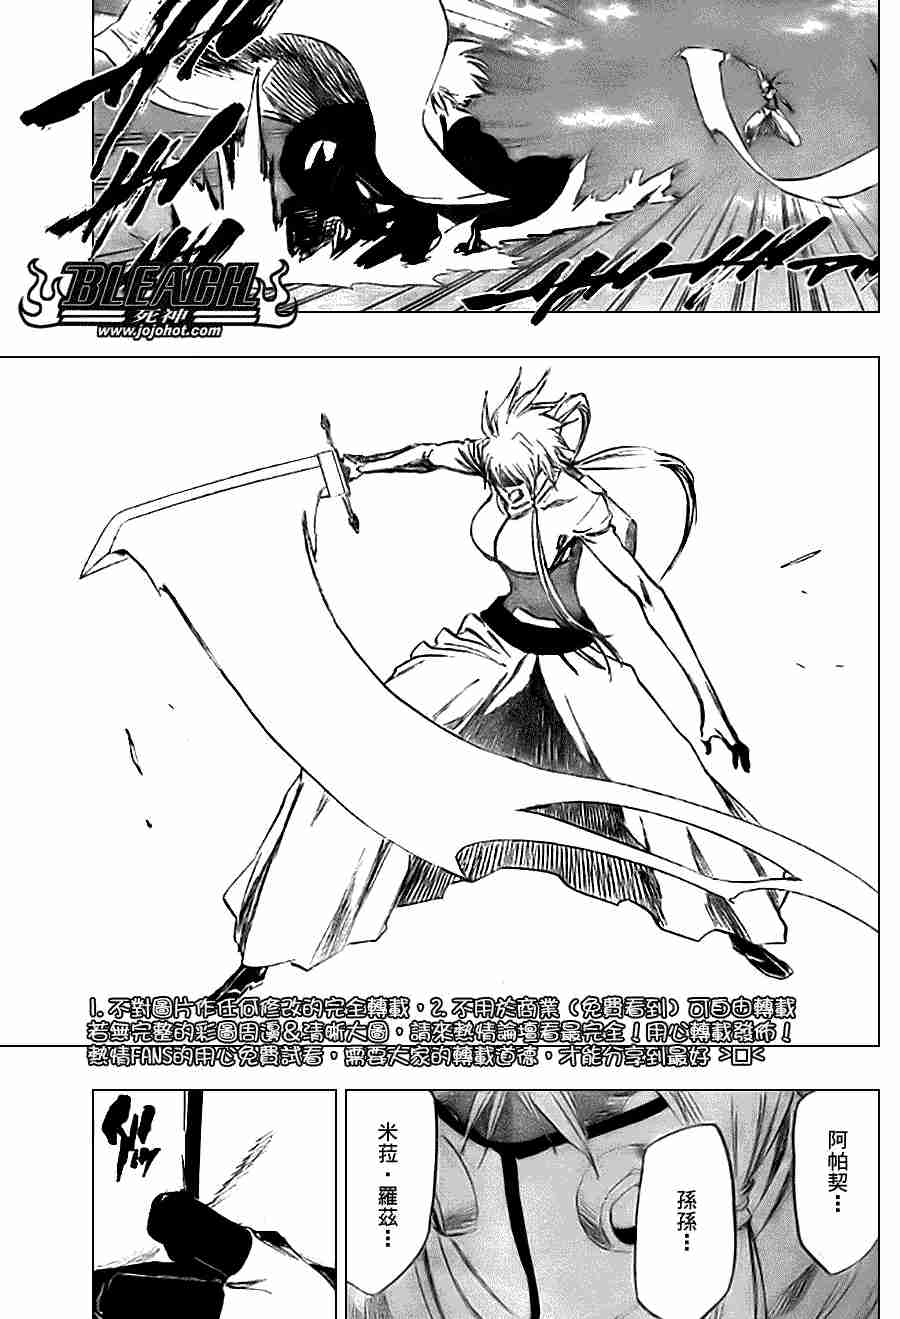 BLEACH
死神
www.jojohot.com
1. 不對圖片作任何修改的完全轉載，2. 不用於商業（免費看到）可自由轉載
若無完整的彩圖周邊&清晰大圖，請來熱情論壇看最完全！用心轉載發佈！
熱情FANS的用心免費試看，需要大家的轉載道德，才能分享到最好 >□<
阿帕契…
孫孫…
米菈・羅茲…